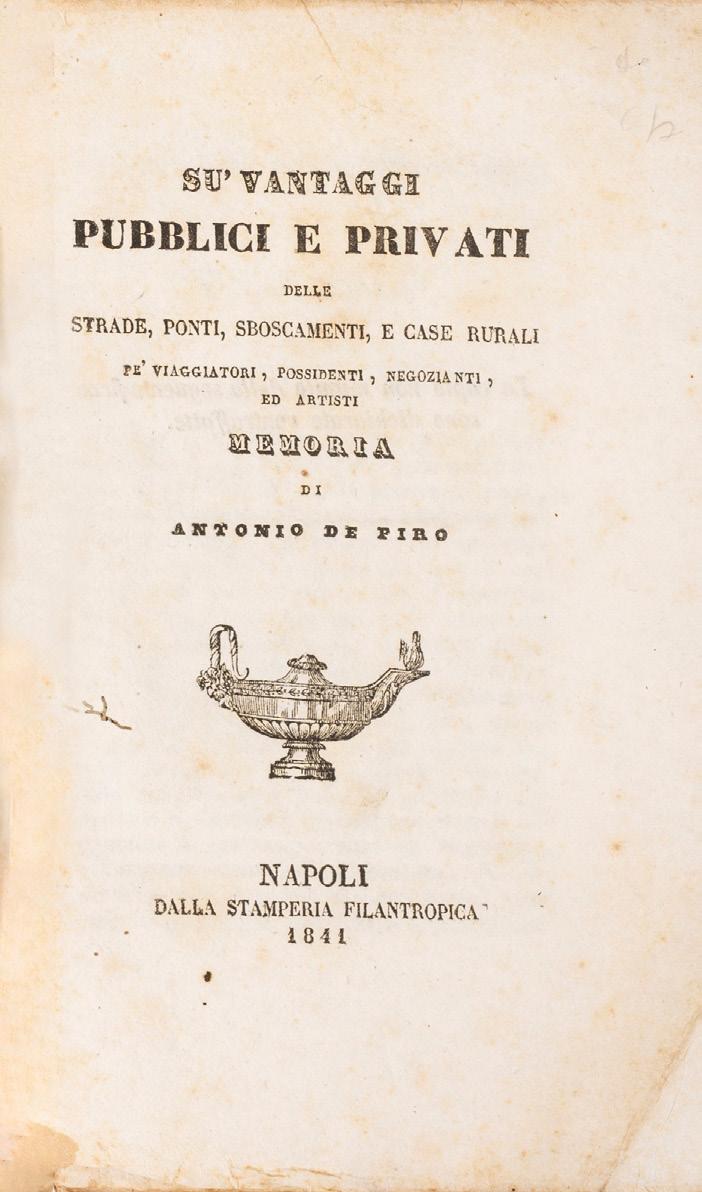 SU' VANTAGGI
PUBBLICI E PRIVATI
DELLE
STRADE, PONTI, SBOSCAMENTI, E CASE RURALI
PE' VIAGGIATORI, POSSIDENTI, NEGOZIANTI,
ED ARTISTI
MEMORIA
DI
ANTONIO DE PIRO
NAPOLI
DALLA STAMPERIA FILANTROPICA
1841